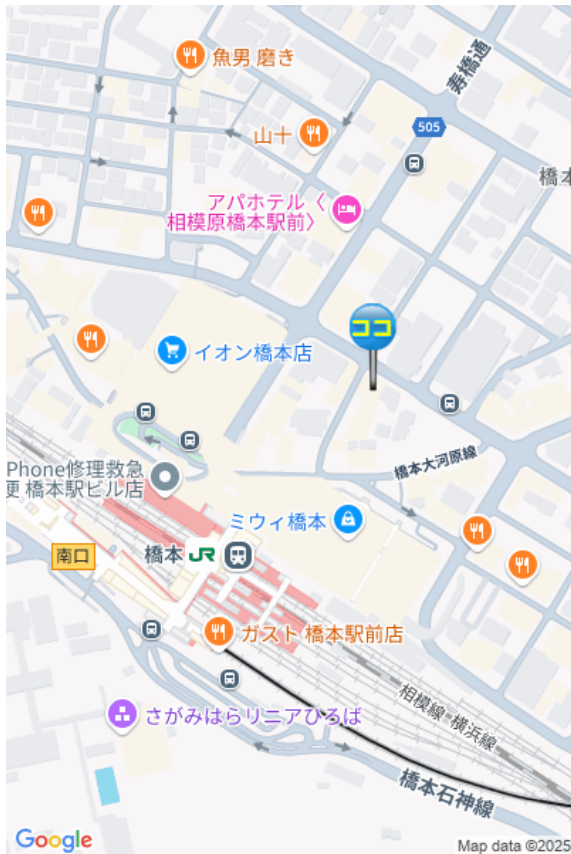 魚男 磨き
寿橋通
505
山十
橋本
アパホテル〈
相模原橋本駅前〉
ココ
イオン橋本店
橋本大河原線
Phone修理救急
便 橋本駅ビル店
ミウィ橋本
南口
橋本
JR
ガスト 橋本駅前店
相模線·横浜線
さがみはらリニアひろば
橋本石神線
Google
Map data ©2025